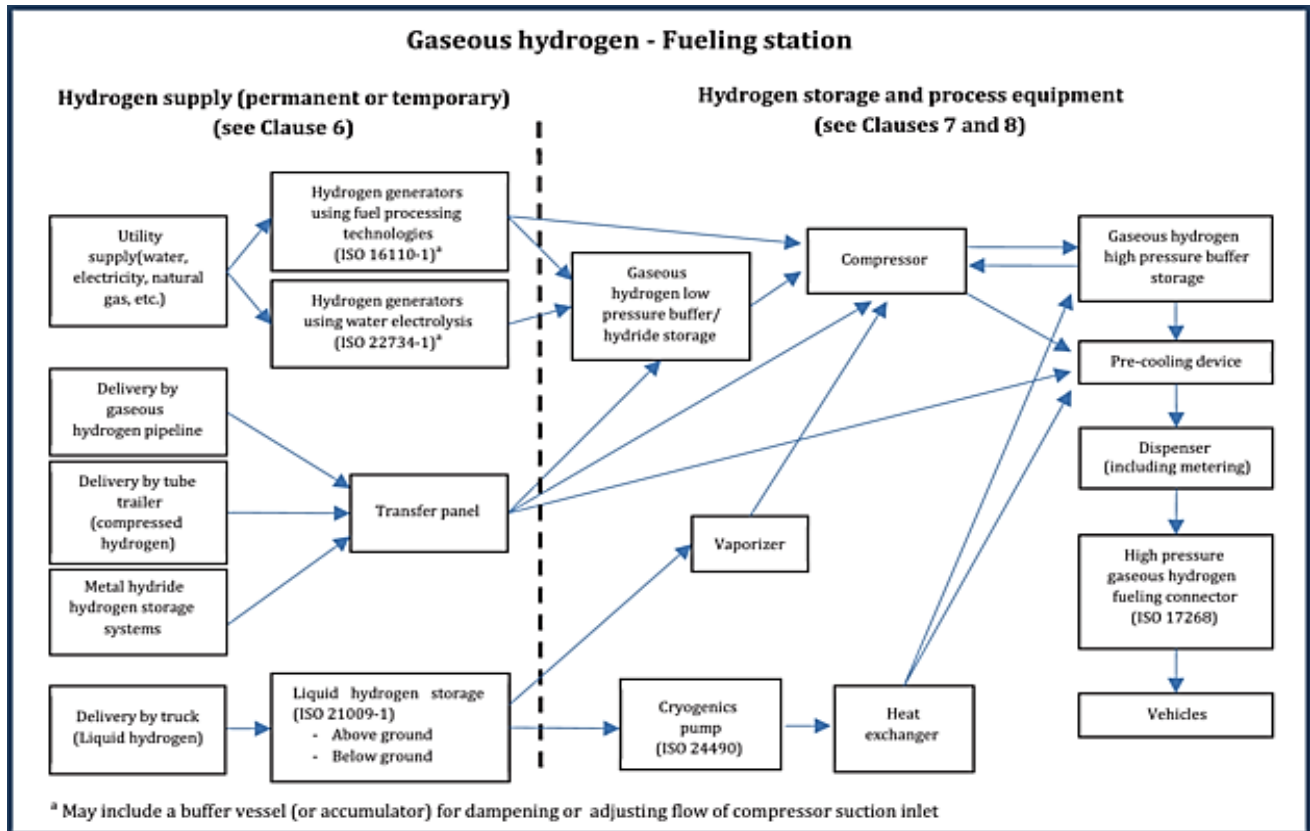 Gaseous hydrogen - Fueling station
Hydrogen supply (permanent or temporary)
(see Clause 6)
Hydrogen storage and process equipment
(see Clauses 7 and 8)
Utility
supply(water,
electricity, natural
gas, etc.)
Hydrogen generators
using fuel processing
technologies
(ISO 16110-1)a
Hydrogen generators
using water electrolysis
(ISO 22734-1)a
Gaseous
hydrogen low
pressure buffer/
hydride storage
Compressor
Gaseous hydrogen
high pressure buffer
storage
Pre-cooling device
Delivery by
gaseous
hydrogen pipeline
Delivery by tube
trailer
(compressed
hydrogen)
Metal hydride
hydrogen storage
systems
Transfer panel
Vaporizer
Dispenser
(including metering)
High pressure
gaseous hydrogen
fueling connector
(ISO 17268)
Delivery by truck
(Liquid hydrogen)
Liquid hydrogen storage
(ISO 21009-1)
- Above ground
- Below ground
Cryogenics
pump
(ISO 24490)
Heat
exchanger
Vehicles
a May include a buffer vessel (or accumulator) for dampening or adjusting flow of compressor suction inlet